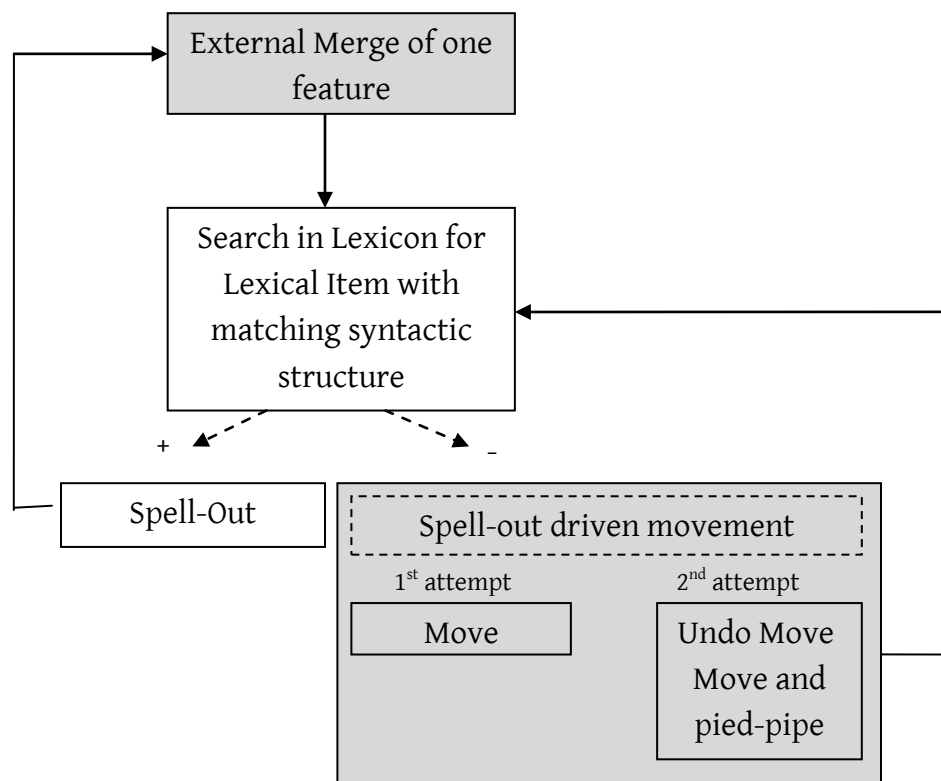 External Merge of one
feature
Search in Lexicon for
Lexical Item with
matching syntactic
structure
+
-
Spell-Out
Spell-out driven movement
1st attempt
2nd attempt
Move
Undo Move
Move and
pied-pipe